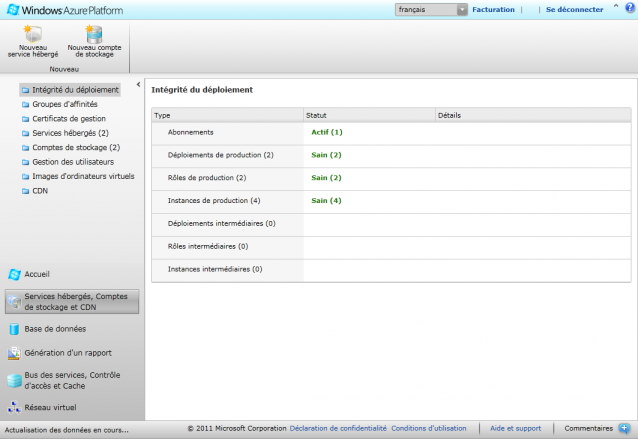 Windows Azure Platform
français
Facturation | | Se déconnecter
Nouveau
service hébergé
Nouveau compte
de stockage
Nouveau
Intégrité du déploiement
Groupes d'affinités
Certificats de gestion
Services hébergés (2)
Comptes de stockage (2)
Gestion des utilisateurs
Images d'ordinateurs virtuels
CDN
Accueil
Services hébergés, Comptes
de stockage et CDN
Base de données
Génération d'un rapport
Bus des services, Contrôle
d'accès et Cache
Réseau virtuel
Intégrité du déploiement
Type Statut Détails
Abonnements Actif (1)
Déploiements de production (2) Sain (2)
Rôles de production (2) Sain (2)
Instances de production (4) Sain (4)
Déploiements intermédiaires (0)
Rôles intermédiaires (0)
Instances intermédiaires (0)
Actualisation des données en cours... © 2011 Microsoft Corporation Déclaration de confidentialité Conditions d'utilisation | Aide et support | Commentaires